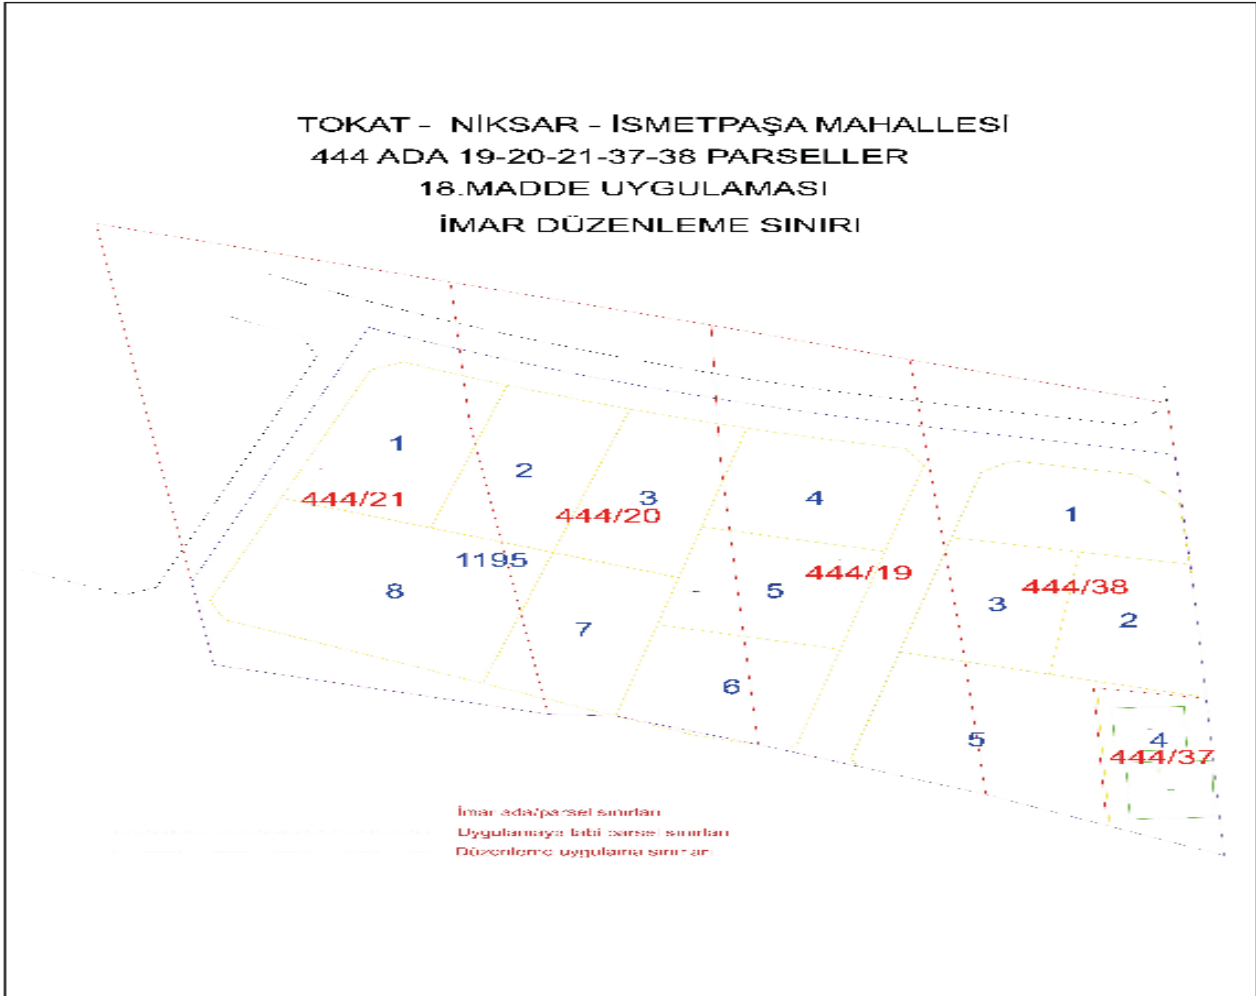 TOKAT - NİKSAR - İSMETPAŞA MAHALLESİ
444 ADA 19-20-21-37-38 PARSELLER
18.MADDE UYGULAMASI
İMAR DÜZENLEME SINIRI
1
2
3
4
1
444/21
444/20
1195
444/19
444/38
8
5
3
2
7
6
5
4
444/37
İmar ada/parsel sınırları
Uygulamaya tabi parsel sınırları
Düzenleme uygulama sınırları